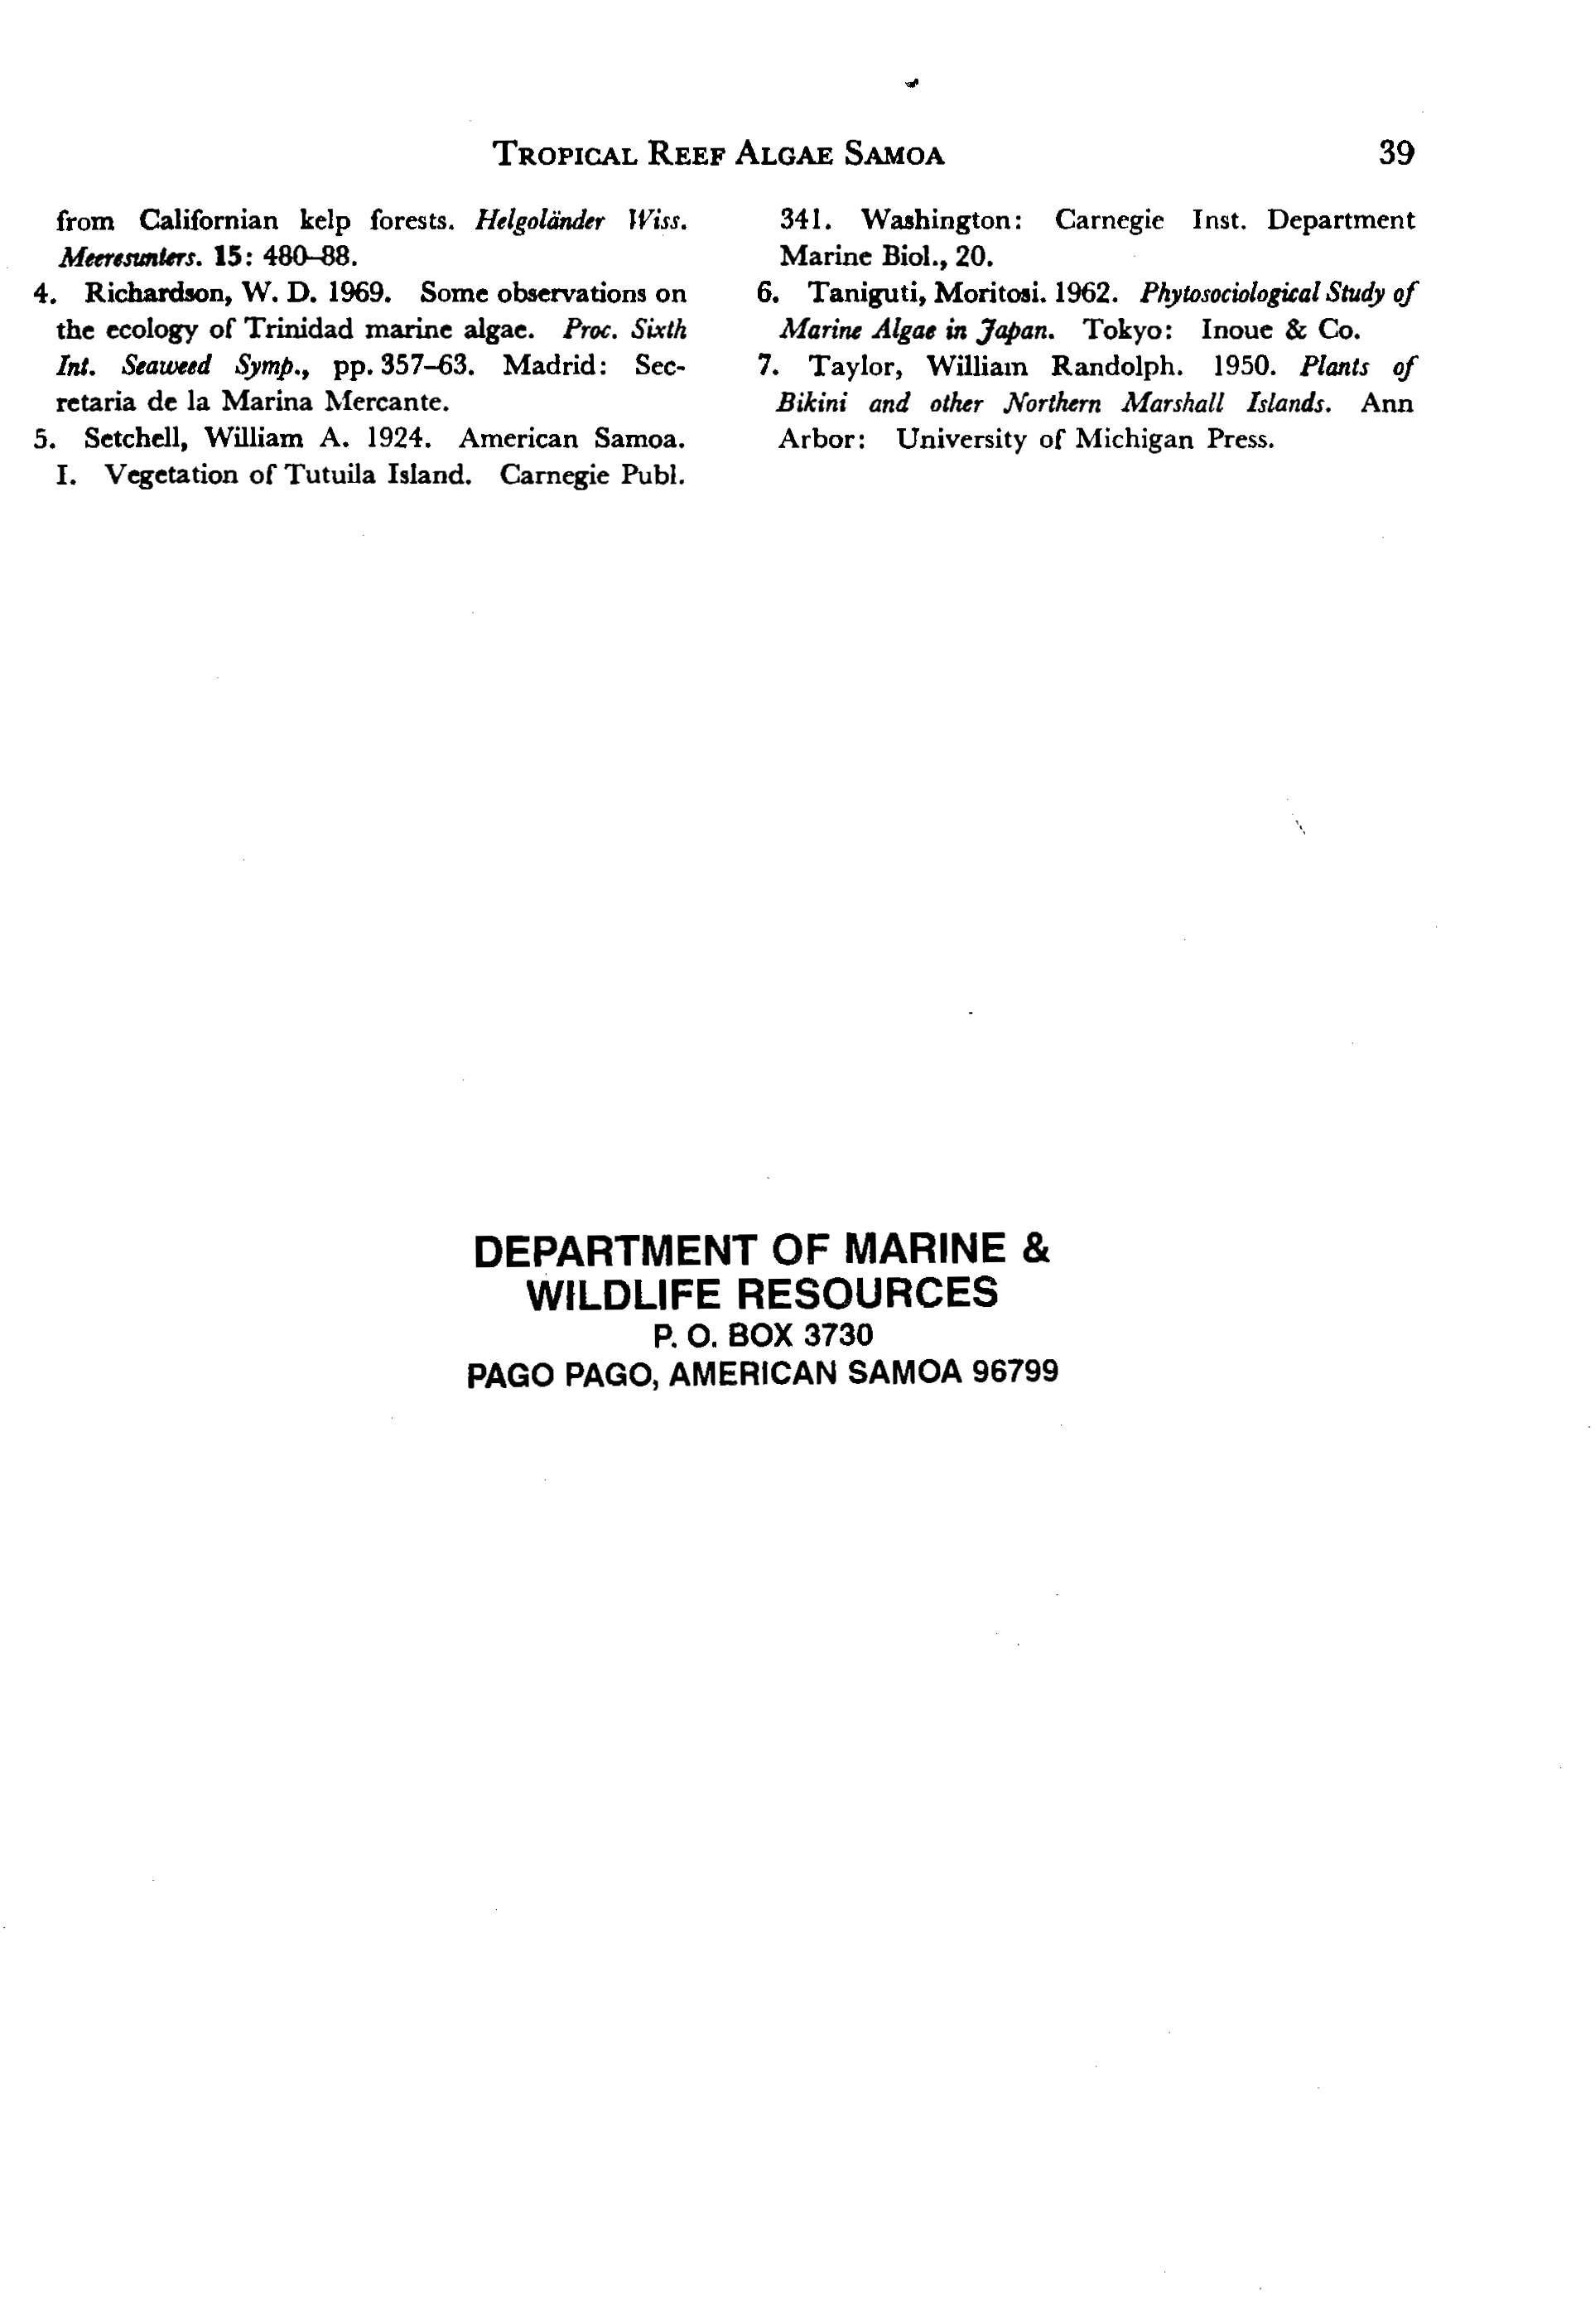 TROPICAL REEF ALGAE SAMOA 39
from Californian kelp forests. Helgoländer Wiss.
Meeresunters. 15: 480–88.
4. Richardson, W. D. 1969. Some observations on
the ecology of Trinidad marine algae. Proc. Sixth
Int. Seaweed Symp., pp. 357–63. Madrid: Sec-
retaria de la Marina Mercante.
5. Setchell, William A. 1924. American Samoa.
I. Vegetation of Tutuila Island. Carnegie Publ.
341. Washington: Carnegie Inst. Department
Marine Biol., 20.
6. Taniguti, Moritosi. 1962. Phytosociological Study of
Marine Algae in Japan. Tokyo: Inoue & Co.
7. Taylor, William Randolph. 1950. Plants of
Bikini and other Northern Marshall Islands. Ann
Arbor: University of Michigan Press.
DEPARTMENT OF MARINE &
WILDLIFE RESOURCES
P. O. BOX 3730
PAGO PAGO, AMERICAN SAMOA 96799